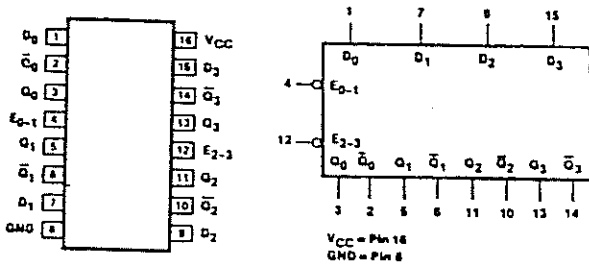 D₀ 1 16 V_CC
Q̄₀ 2 15 D₃
Q₀ 3 14 Q̄₃
E₀₋₁ 4 13 Q₃
Q₁ 5 12 E₂₋₃
Q̄₁ 6 11 Q₂
D₁ 7 10 Q̄₂
GND 8 9 D₂
1 7 9 15
D₀ D₁ D₂ D₃
4 E₀₋₁
12 E₂₋₃
Q₀ Q̄₀ Q₁ Q̄₁ Q₂ Q̄₂ Q₃ Q̄₃
3 2 5 6 11 10 13 14
V_CC = Pin 16
GND = Pin 8